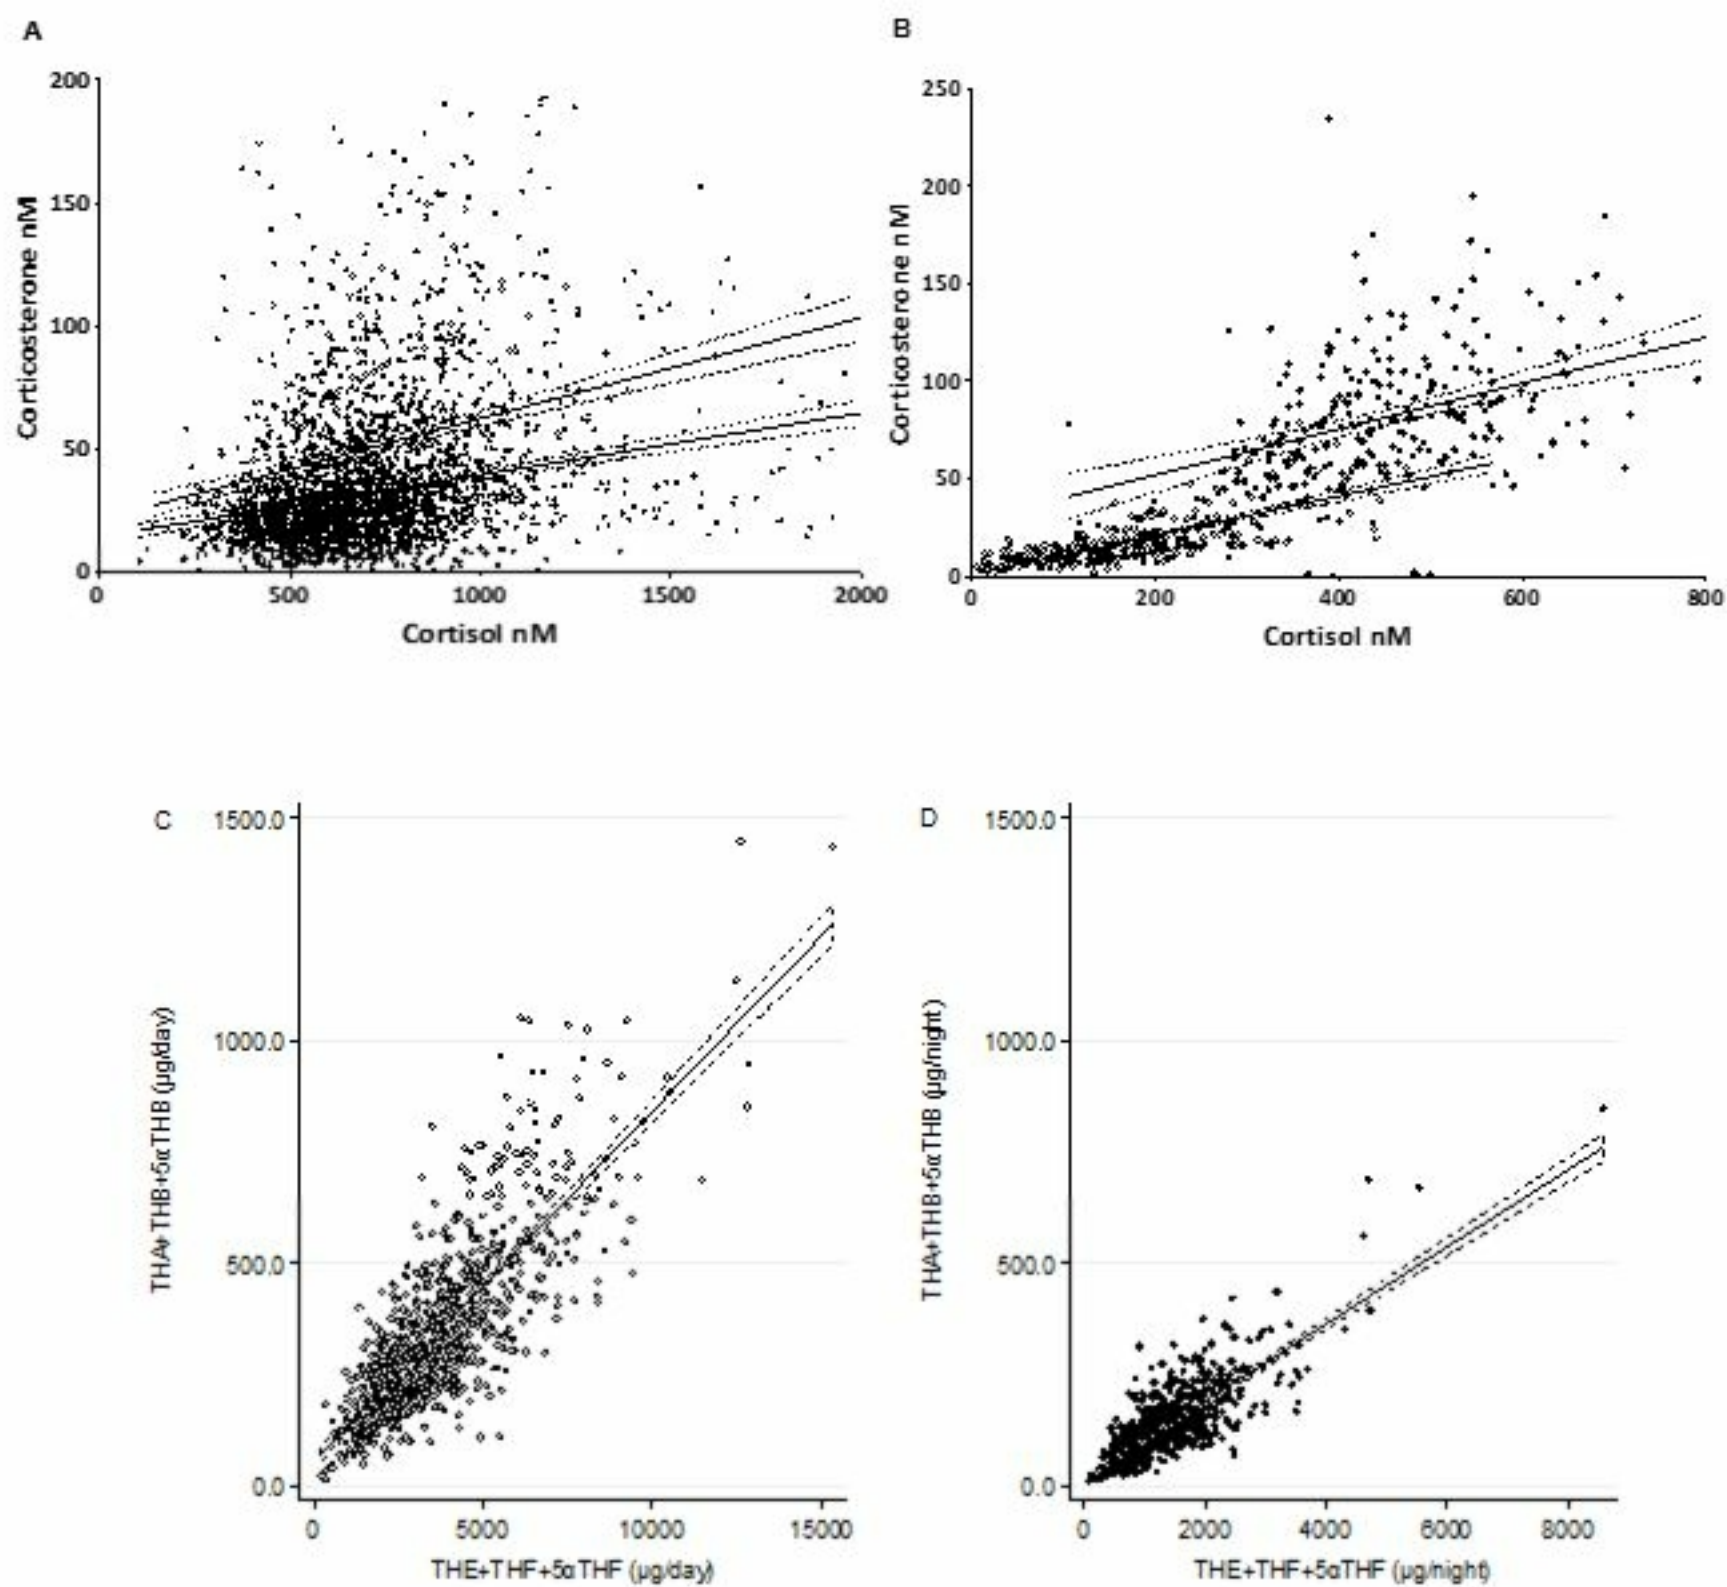 A
200
150
100
50
0
Corticosterone nM
0 500 1000 1500 2000
Cortisol nM
B
250
200
150
100
50
0
Corticosterone nM
0 200 400 600 800
Cortisol nM
C
1500.0
1000.0
500.0
0.0
THA+THB+5αTHB (µg/day)
0 5000 10000 15000
THE+THF+5αTHF (µg/day)
D
1500.0
1000.0
500.0
0.0
THA+THB+5αTHB (µg/night)
0 2000 4000 6000 8000
THE+THF+5αTHF (µg/night)